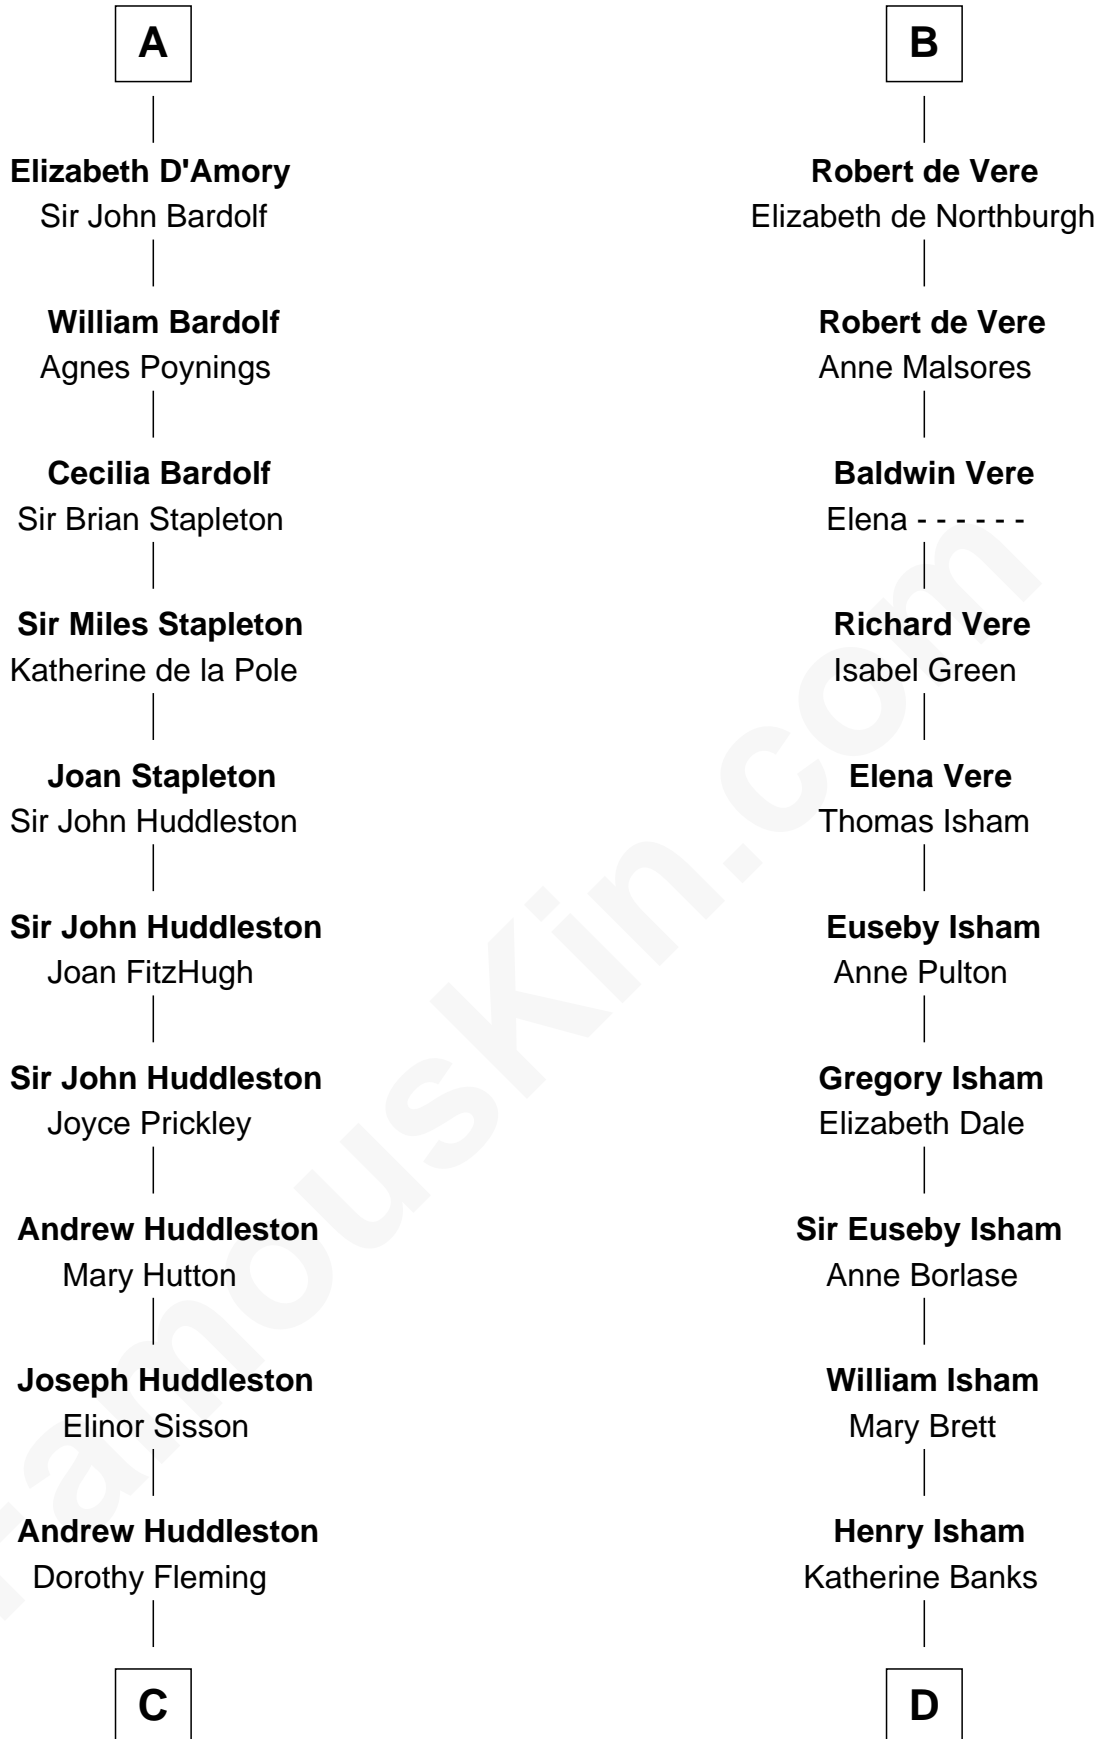 A
Elizabeth D'Amory
Sir John Bardolf
William Bardolf
Agnes Poynings
Cecilia Bardolf
Sir Brian Stapleton
Sir Miles Stapleton
Katherine de la Pole
Joan Stapleton
Sir John Huddleston
Sir John Huddleston
Joan FitzHugh
Sir John Huddleston
Joyce Prickley
Andrew Huddleston
Mary Hutton
Joseph Huddleston
Elinor Sisson
Andrew Huddleston
Dorothy Fleming
C
B
Robert de Vere
Elizabeth de Northburgh
Robert de Vere
Anne Malsores
Baldwin Vere
Elena - - - - - -
Richard Vere
Isabel Green
Elena Vere
Thomas Isham
Euseby Isham
Anne Pulton
Gregory Isham
Elizabeth Dale
Sir Euseby Isham
Anne Borlase
William Isham
Mary Brett
Henry Isham
Katherine Banks
D
FamousKin.com